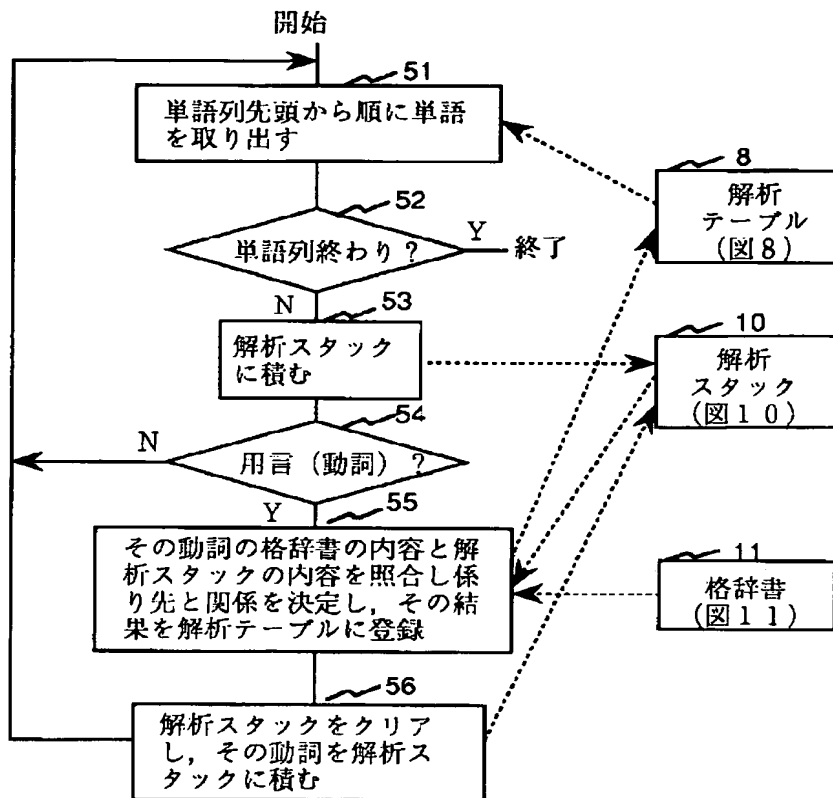 開始
51
単語列先頭から順に単語
を取り出す
8
解析
テーブル
(図8)
52
単語列終わり？
Y
終了
N
53
解析スタック
に積む
10
解析
スタック
(図10)
54
N
用言（動詞）？
Y
55
その動詞の格辞書の内容と解
析スタックの内容を照合し係
り先と関係を決定し，その結
果を解析テーブルに登録
11
格辞書
(図11)
56
解析スタックをクリア
し，その動詞を解析ス
タックに積む